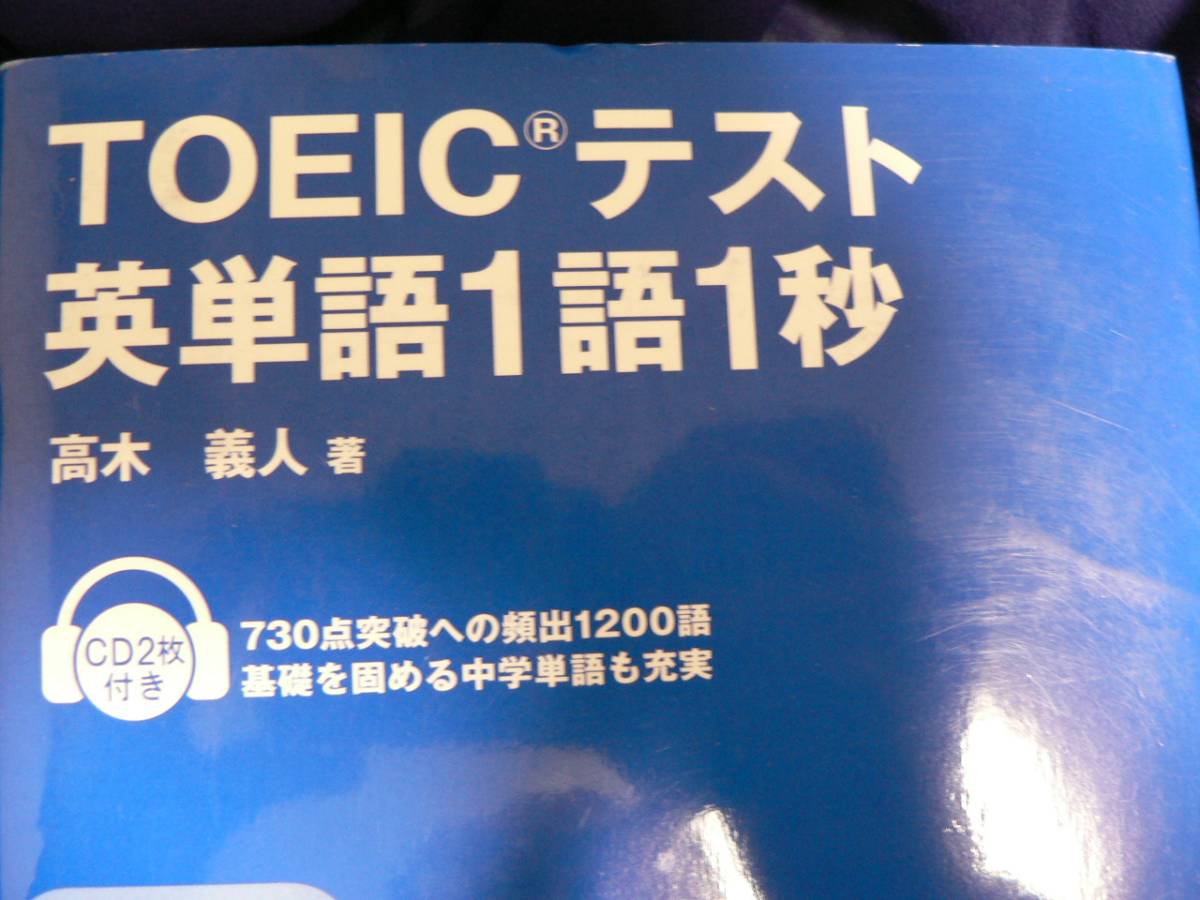 TOEIC®テスト
英単語1語1秒
高木 義人 著
CD2枚
付き
730点突破への頻出1200語
基礎を固める中学単語も充実